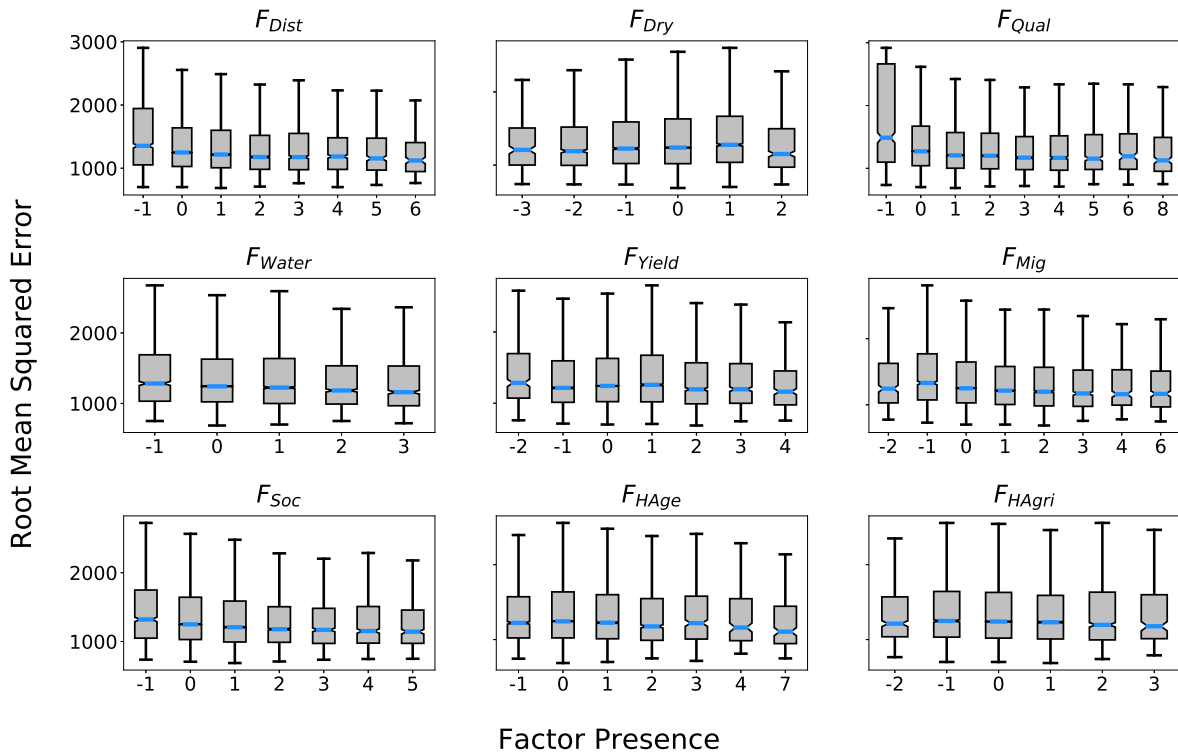 F_Dist F_Dry F_Qual
3000
2000
1000
-1 0 1 2 3 4 5 6
-3 -2 -1 0 1 2
-1 0 1 2 3 4 5 6 8
F_Water F_Yield F_Mig
2000
1000
-1 0 1 2 3
-2 -1 0 1 2 3 4
-2 -1 0 1 2 3 4 6
F_Soc F_HAge F_HAgri
2000
1000
-1 0 1 2 3 4 5
-1 0 1 2 3 4 7
-2 -1 0 1 2 3
Root Mean Squared Error
Factor Presence